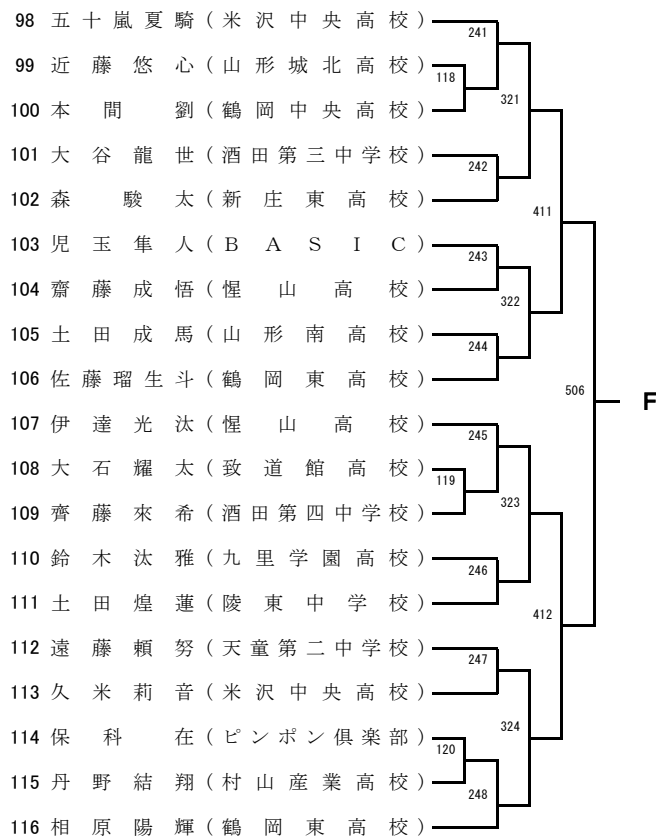 98 五十嵐夏騎 (米沢中央高校)
241
99 近藤悠心 (山形城北高校)
118
321
100 本間劉 (鶴岡中央高校)
101 大谷龍世 (酒田第三中学校)
242
102 森駿太 (新庄東高校)
411
103 児玉隼人 (BASIC)
243
104 齋藤成悟 (惺山高校)
322
105 土田成馬 (山形南高校)
244
106 佐藤瑠生斗 (鶴岡東高校)
506
F
107 伊達光汰 (惺山高校)
245
108 大石耀太 (致道館高校)
119
323
109 齊藤來希 (酒田第四中学校)
110 鈴木汰雅 (九里学園高校)
246
111 土田煌蓮 (陵東中学校)
412
112 遠藤頼努 (天童第二中学校)
247
113 久米莉音 (米沢中央高校)
324
114 保科在 (ピンポン倶楽部)
120
115 丹野結翔 (村山産業高校)
248
116 相原陽輝 (鶴岡東高校)